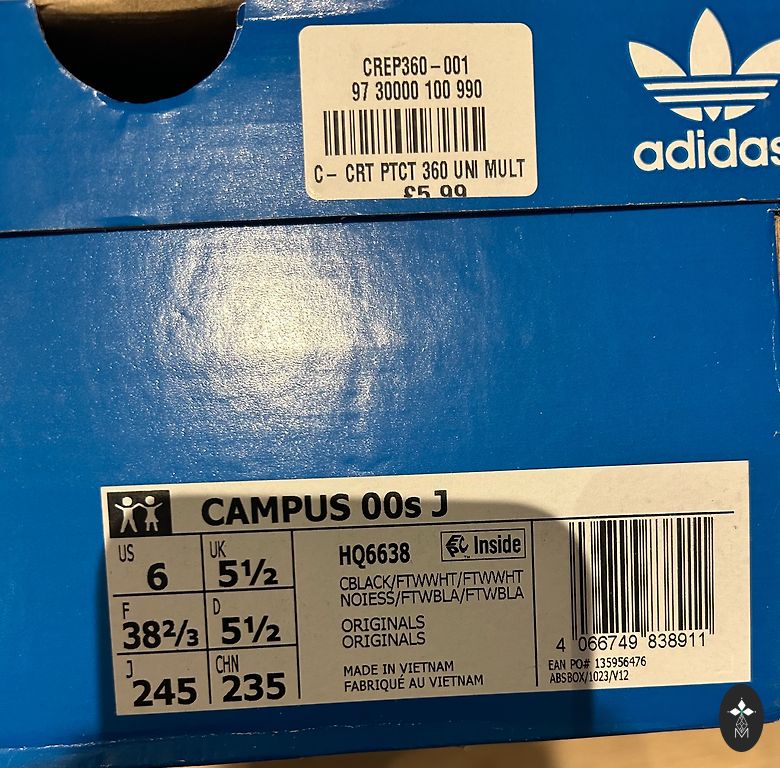 CREP360-001
97 30000 100 990
C- CRT PTCT 360 UNI MULT
£5.99
adidas
CAMPUS 00s J
US 6
UK 5½
F 38⅔
D 5½
J 245
CHN 235
HQ6638
Inside
CBLACK/FTWWHT/FTWWHT
NOIESS/FTWBLA/FTWBLA
ORIGINALS
ORIGINALS
MADE IN VIETNAM
FABRIQUÉ AU VIETNAM
4 066749 838911
EAN PO# 135956476
ABSBOX/1023/V12